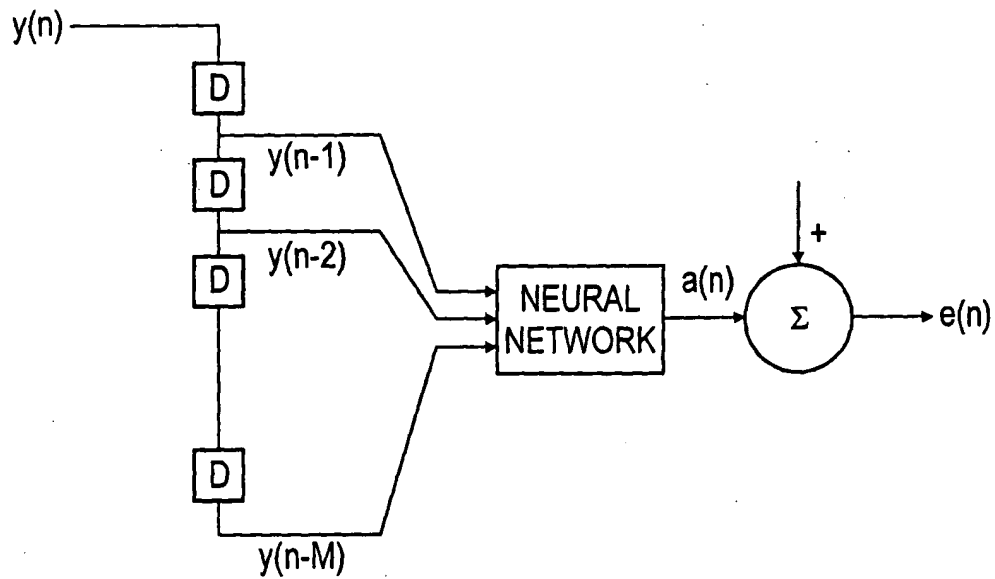 y(n)
D
y(n-1)
D
y(n-2)
D
NEURAL
NETWORK
a(n)
+
Σ
e(n)
D
y(n-M)